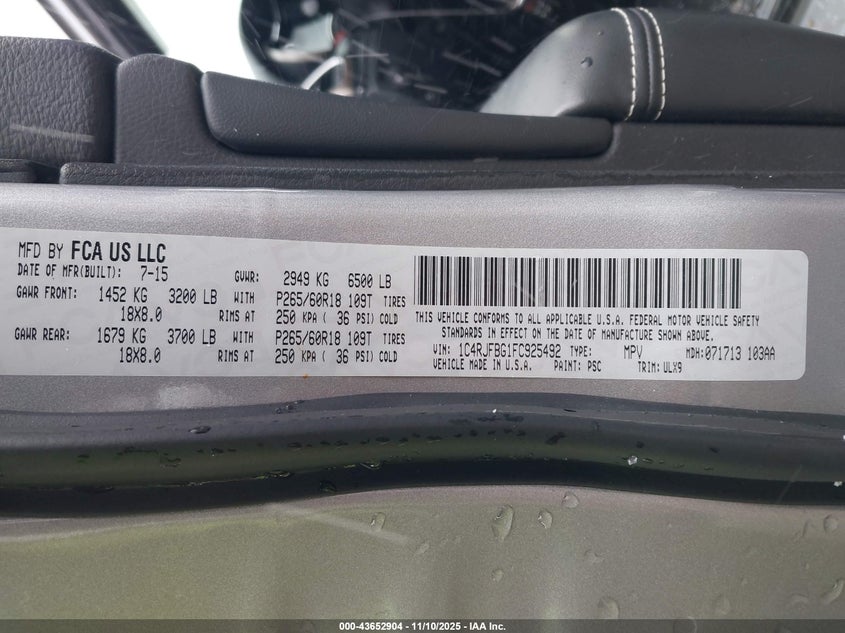 MFD BY FCA US LLC
DATE OF MFR(BUILT): 7-15 GVWR: 2949 KG 6500 LB
GAWR FRONT: 1452 KG 3200 LB WITH P265/60R18 109T TIRES
18X8.0 RIMS AT 250 KPA ( 36 PSI) COLD
GAWR REAR: 1679 KG 3700 LB WITH P265/60R18 109T TIRES
18X8.0 RIMS AT 250 KPA ( 36 PSI) COLD
THIS VEHICLE CONFORMS TO ALL APPLICABLE U.S.A. FEDERAL MOTOR VEHICLE SAFETY
STANDARDS IN EFFECT ON THE DATE OF MANUFACTURE SHOWN ABOVE.
VIN: 1C4RJFBG1FC925492 TYPE: MPV MDH:071713 103AA
VEHICLE MADE IN U.S.A. PAINT: PSC TRIM: ULX9
000-43652904 - 11/10/2025 - IAA Inc.